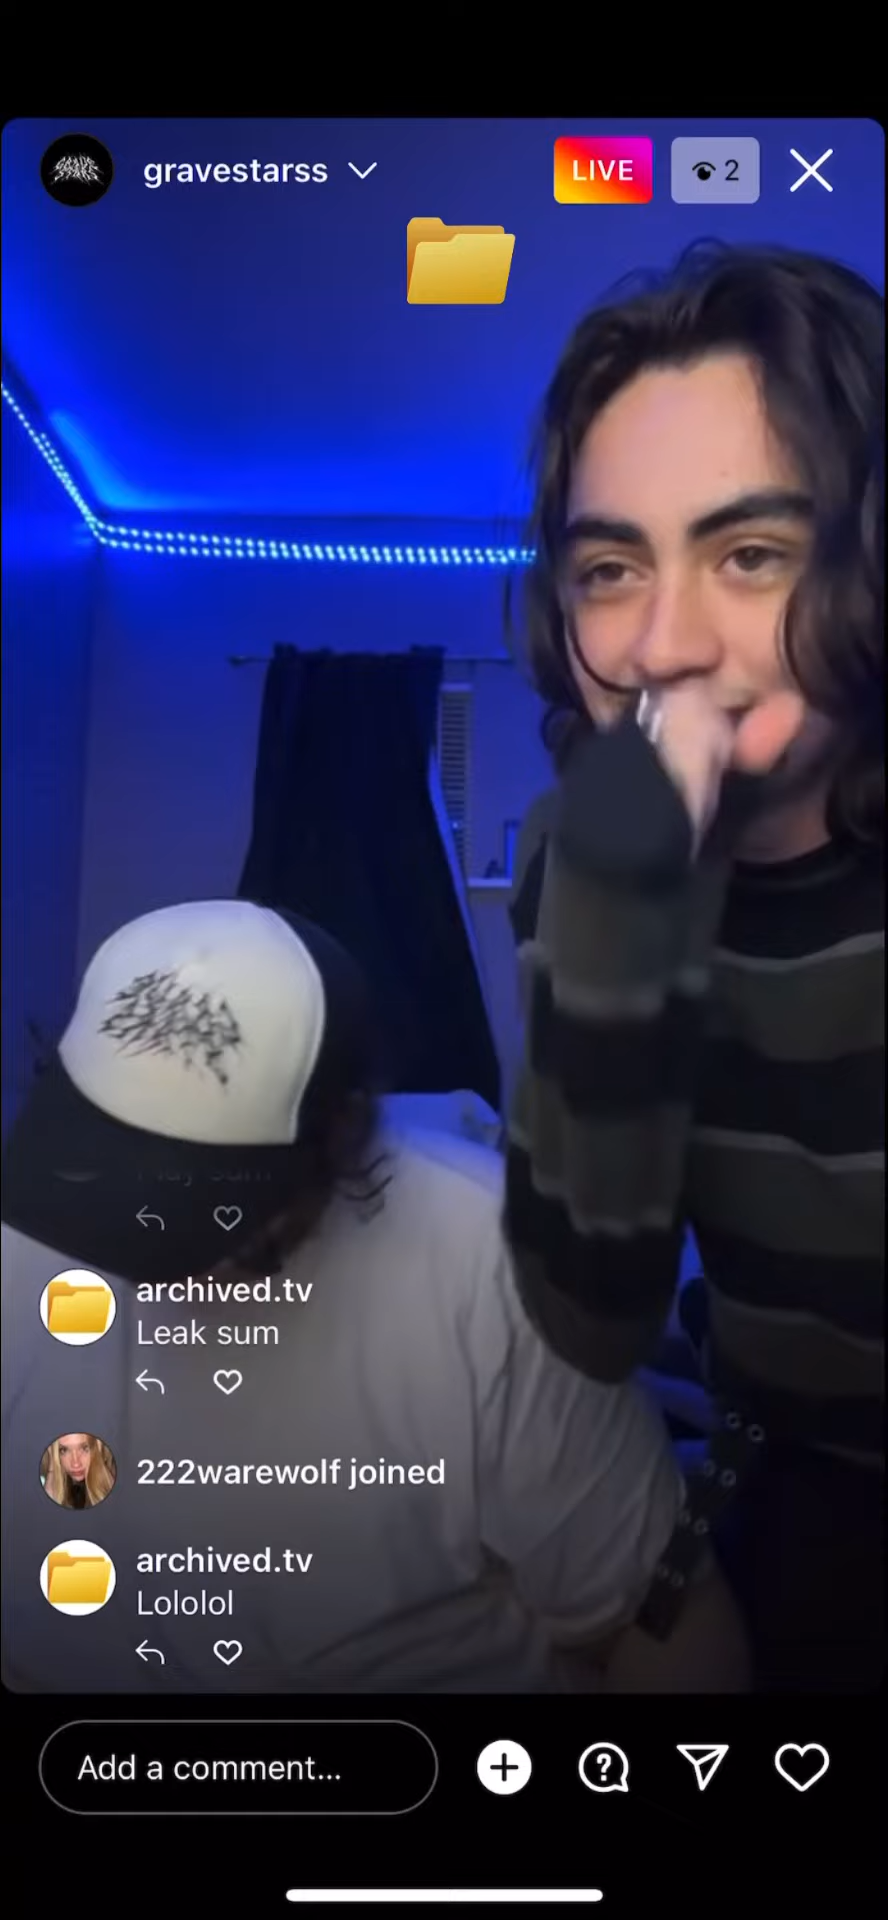 gravestarss
LIVE
2
archived.tv
Leak sum
222warewolf joined
archived.tv
Lololol
Add a comment...